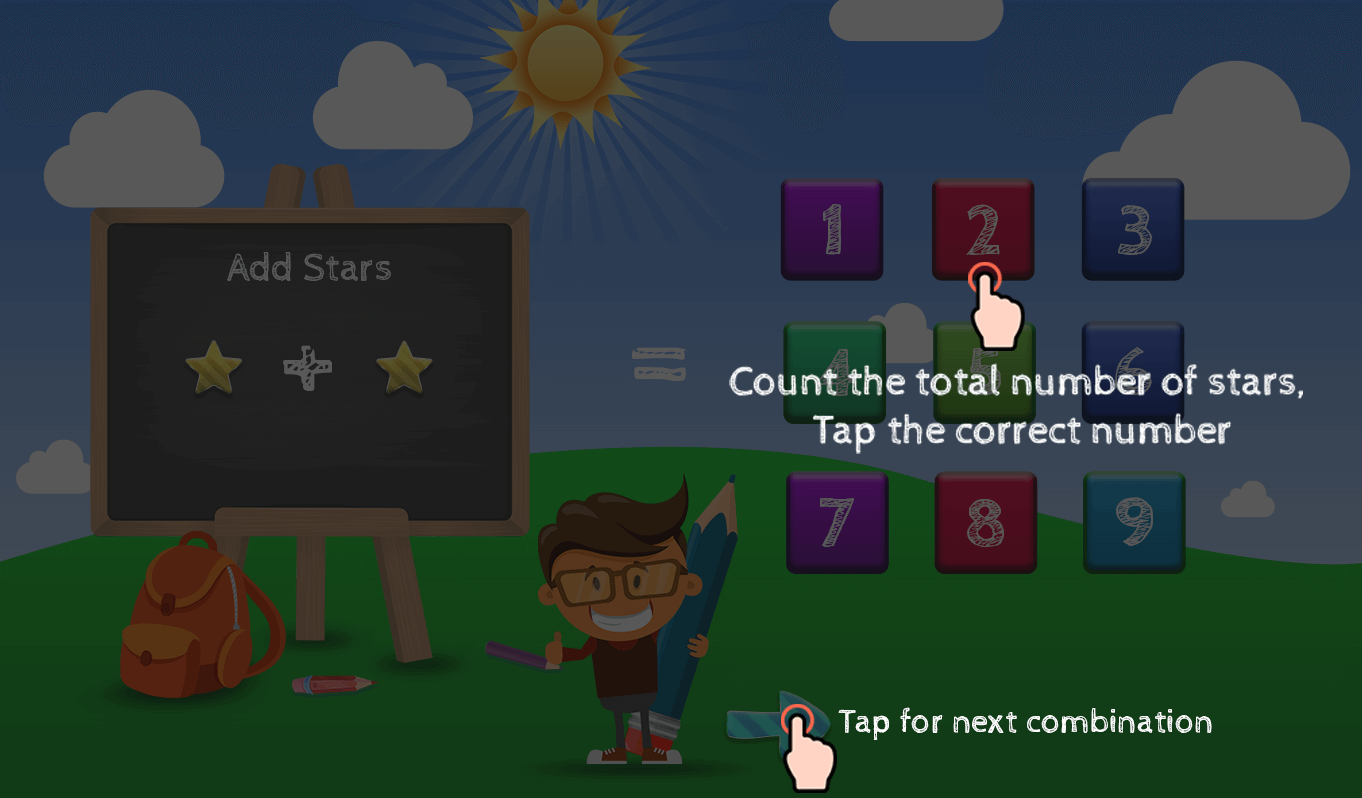 Add Stars
+
=
1 2 3
4 5 6
Count the total number of stars,
Tap the correct number
7 8 9
Tap for next combination